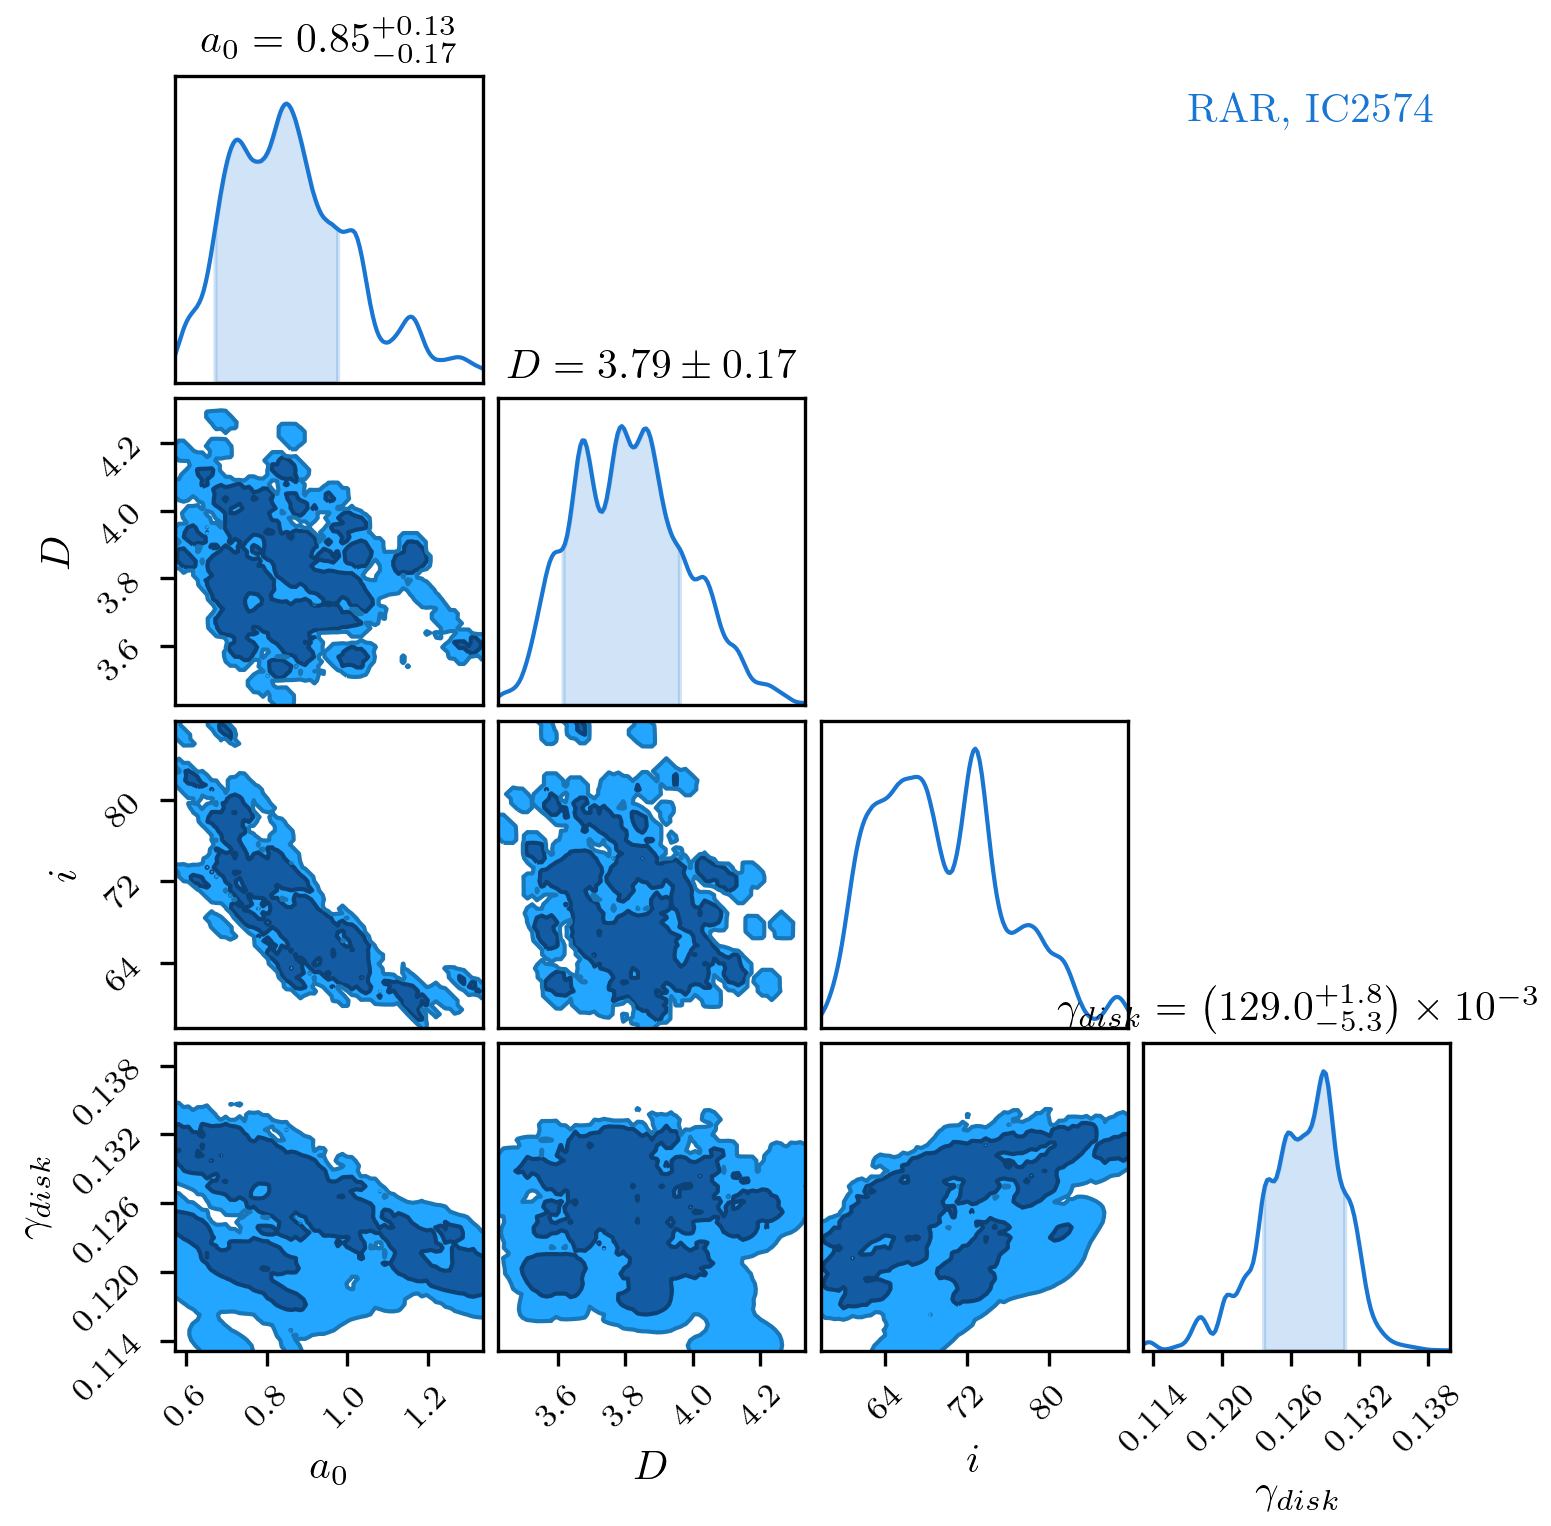 a₀ = 0.85⁺⁰·¹³₋₀.₁₇
RAR, IC2574
D = 3.79 ± 0.17
D
4.2
4.0
3.8
3.6
i
80
72
64
γ_disk = (129.0⁺¹·⁸₋₅.₃) × 10⁻³
γ_disk
0.138
0.132
0.126
0.120
0.114
0.6 0.8 1.0 1.2
3.6 3.8 4.0 4.2
64 72 80
0.114 0.120 0.126 0.132 0.138
a₀
D
i
γ_disk